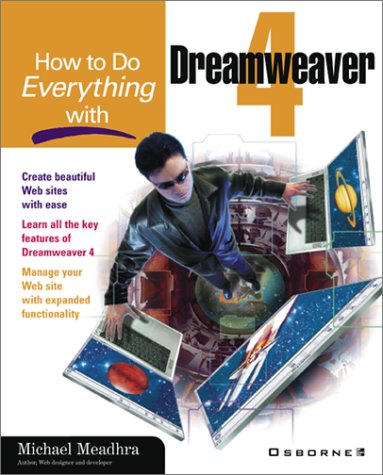 How to Do
Everything
with
Dreamweaver
4
Create beautiful
Web sites
with ease
Learn all the key
features of
Dreamweaver 4
Manage your
Web site
with expanded
functionality
Michael Meadhra
Author, Web designer and developer
OSBORNE